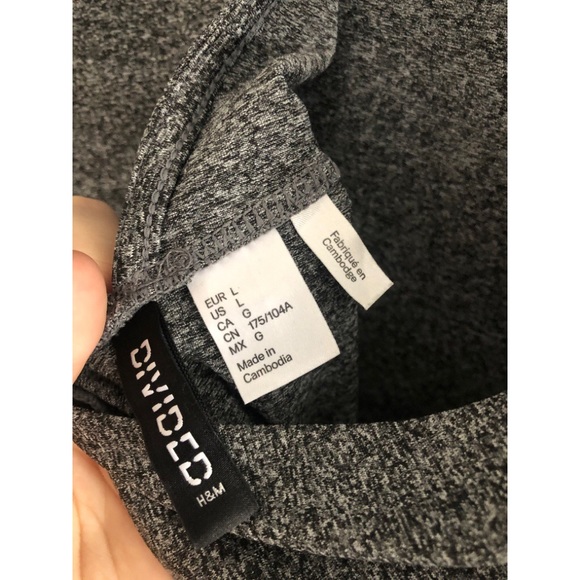 EUR L
US L
CA G
CN 175/104A
MX G
Made in
Cambodia
Fabriqué en
Cambodge
DIVIDED
H&M